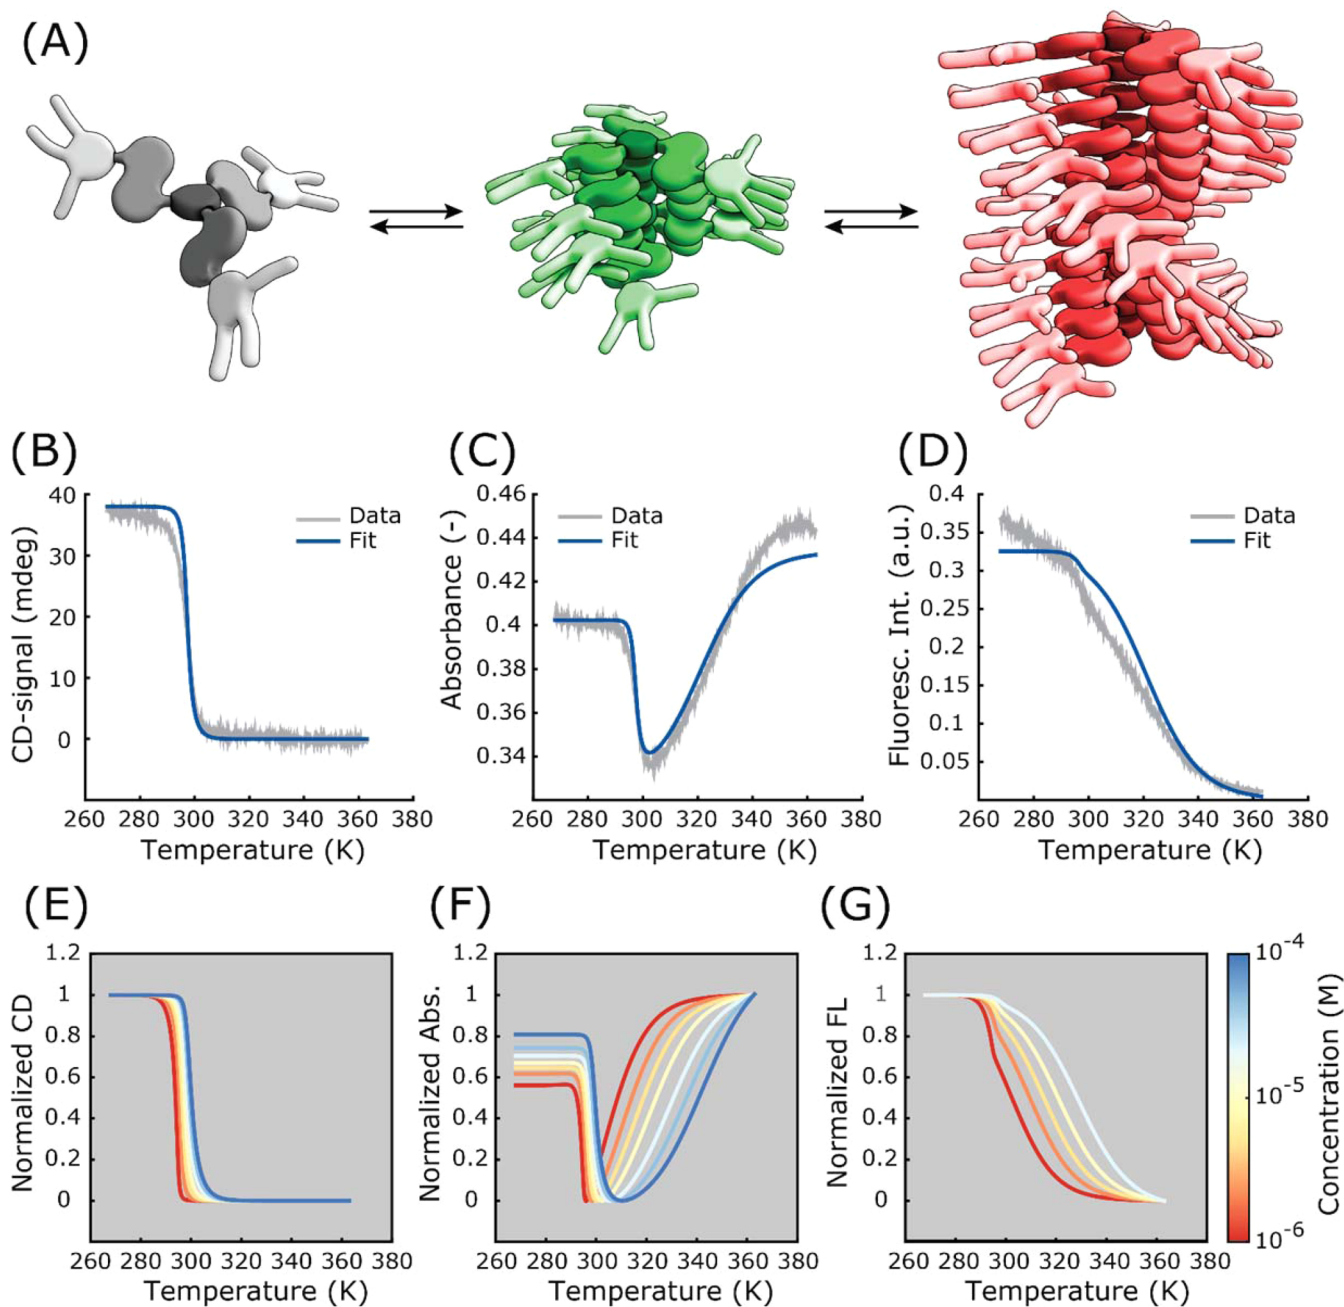 (A)
(B)
40
30
20
10
0
CD-signal (mdeg)
Data
Fit
260 280 300 320 340 360 380
Temperature (K)
(C)
0.46
0.44
0.42
0.4
0.38
0.36
0.34
Absorbance (-)
Data
Fit
260 280 300 320 340 360 380
Temperature (K)
(D)
0.4
0.35
0.3
0.25
0.2
0.15
0.1
0.05
Fluoresc. Int. (a.u.)
Data
Fit
260 280 300 320 340 360 380
Temperature (K)
(E)
1.2
1
0.8
0.6
0.4
0.2
0
Normalized CD
260 280 300 320 340 360 380
Temperature (K)
(F)
1.2
1
0.8
0.6
0.4
0.2
0
Normalized Abs.
260 280 300 320 340 360 380
Temperature (K)
(G)
1.2
1
0.8
0.6
0.4
0.2
0
Normalized FL
260 280 300 320 340 360 380
Temperature (K)
10⁻⁴
10⁻⁵
10⁻⁶
Concentration (M)